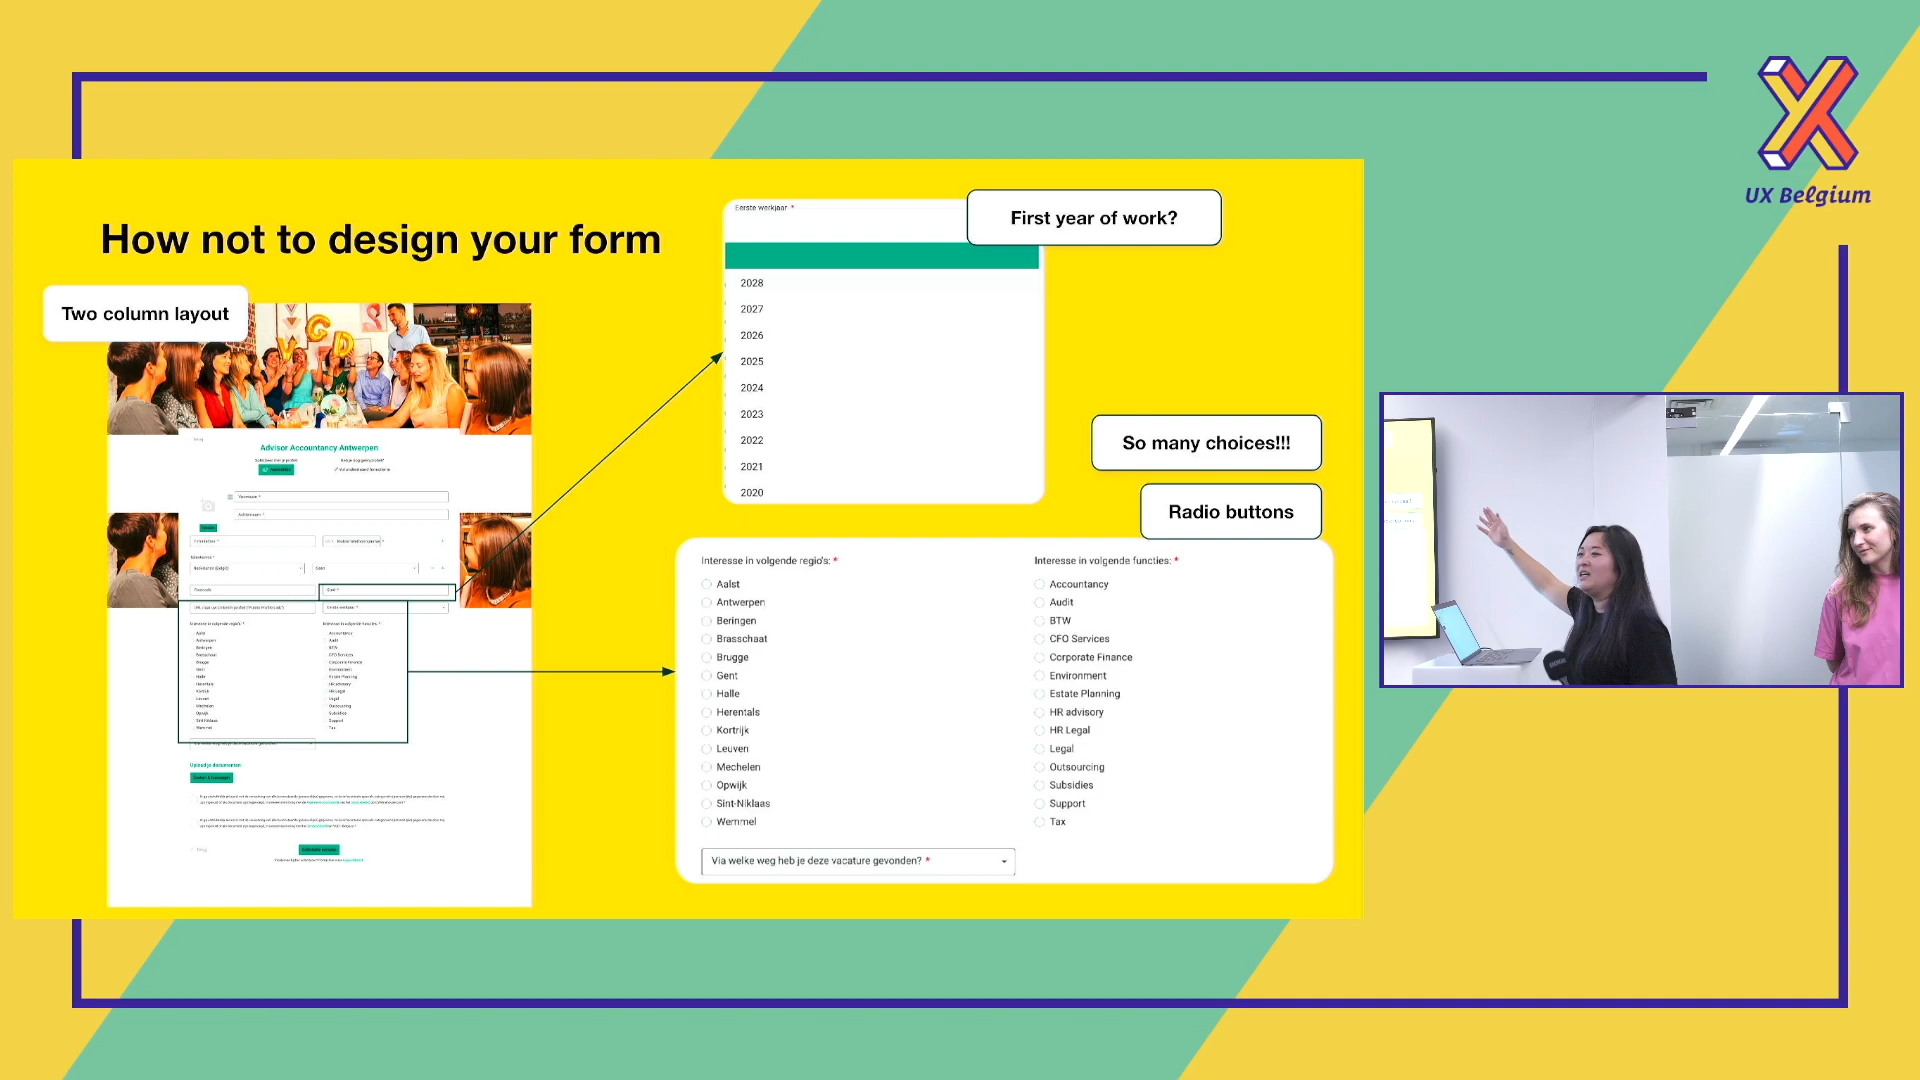 UX Belgium
How not to design your form
Two column layout
Advisor Accountancy Antwerpen
Eerste werkjaar *
First year of work?
2028
2027
2026
2025
2024
2023
2022
2021
2020
So many choices!!!
Radio buttons
Interesse in volgende regio's: *
Aalst
Antwerpen
Beringen
Brasschaat
Brugge
Gent
Halle
Herentals
Kortrijk
Leuven
Mechelen
Opwijk
Sint-Niklaas
Wemmel
Interesse in volgende functies: *
Accountancy
Audit
BTW
CFO Services
Corporate Finance
Environment
Estate Planning
HR advisory
HR Legal
Legal
Outsourcing
Subsidies
Support
Tax
Via welke weg heb je deze vacature gevonden? *